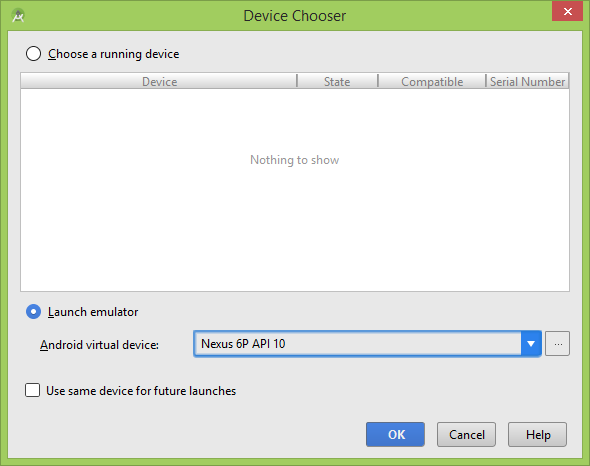 Device Chooser
Choose a running device
Device State Compatible Serial Number
Nothing to show
Launch emulator
Android virtual device: Nexus 6P API 10 ...
Use same device for future launches
OK Cancel Help